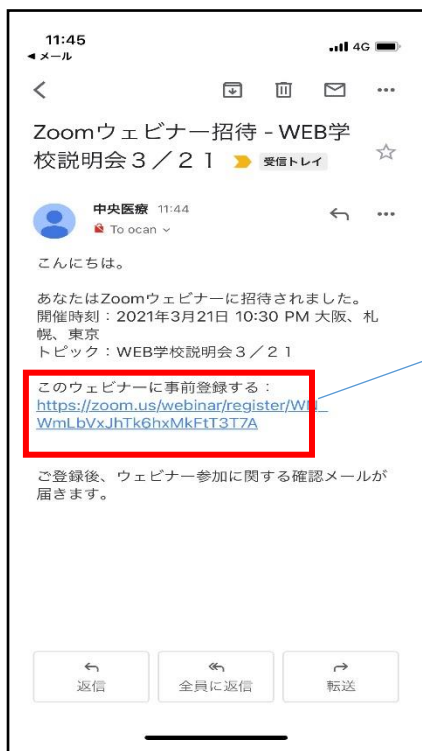 11:45
4G
◀ メール
Zoomウェビナー招待 - WEB学
校説明会３／２１ 受信トレイ
中央医療 11:44
To ocan
こんにちは。
あなたはZoomウェビナーに招待されました。
開催時刻：2021年3月21日 10:30 PM 大阪、札
幌、東京
トピック：WEB学校説明会３／２１
このウェビナーに事前登録する：
https://zoom.us/webinar/register/WN_
WmLbVxJhTk6hxMkFtT3T7A
ご登録後、ウェビナー参加に関する確認メールが
届きます。
返信
全員に返信
転送